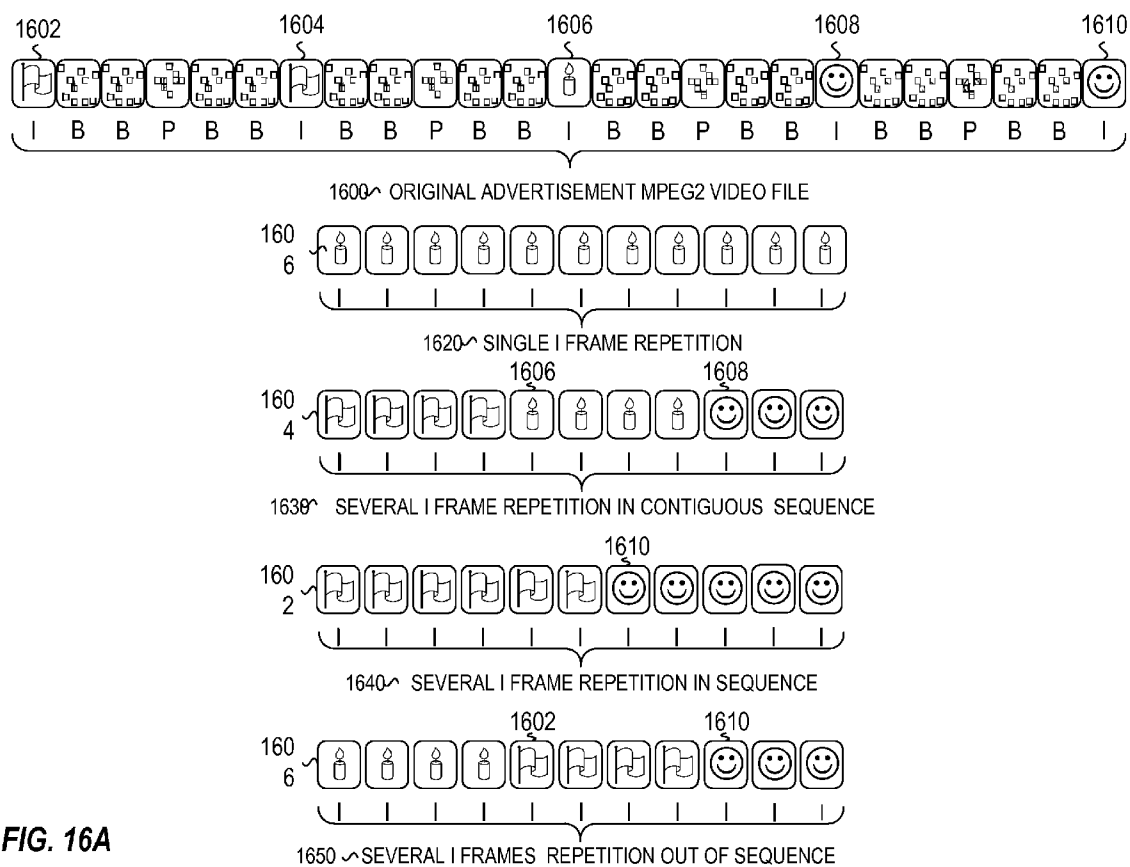 1602 1604 1606 1608 1610
I B B P B B I B B P B B I B B P B B I B B P B B I
1600 ORIGINAL ADVERTISEMENT MPEG2 VIDEO FILE
160
6
I I I I I I I I I I I
1620 SINGLE I FRAME REPETITION
1606 1608
160
4
I I I I I I I I I I I
1630 SEVERAL I FRAME REPETITION IN CONTIGUOUS SEQUENCE
1610
160
2
I I I I I I I I I I I
1640 SEVERAL I FRAME REPETITION IN SEQUENCE
1602 1610
160
6
I I I I I I I I I I I
FIG. 16A
1650 SEVERAL I FRAMES REPETITION OUT OF SEQUENCE